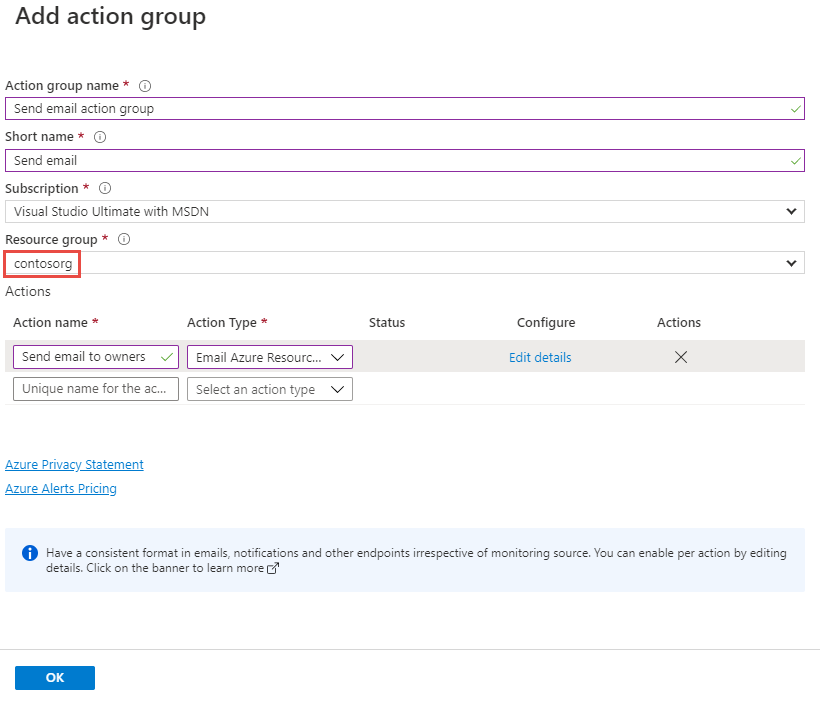 Add action group
Action group name *
Send email action group
Short name *
Send email
Subscription *
Visual Studio Ultimate with MSDN
Resource group *
contosorg
Actions
Action name * Action Type * Status Configure Actions
Send email to owners Email Azure Resourc... Edit details
Unique name for the ac... Select an action type
Azure Privacy Statement
Azure Alerts Pricing
Have a consistent format in emails, notifications and other endpoints irrespective of monitoring source. You can enable per action by editing
details. Click on the banner to learn more
OK